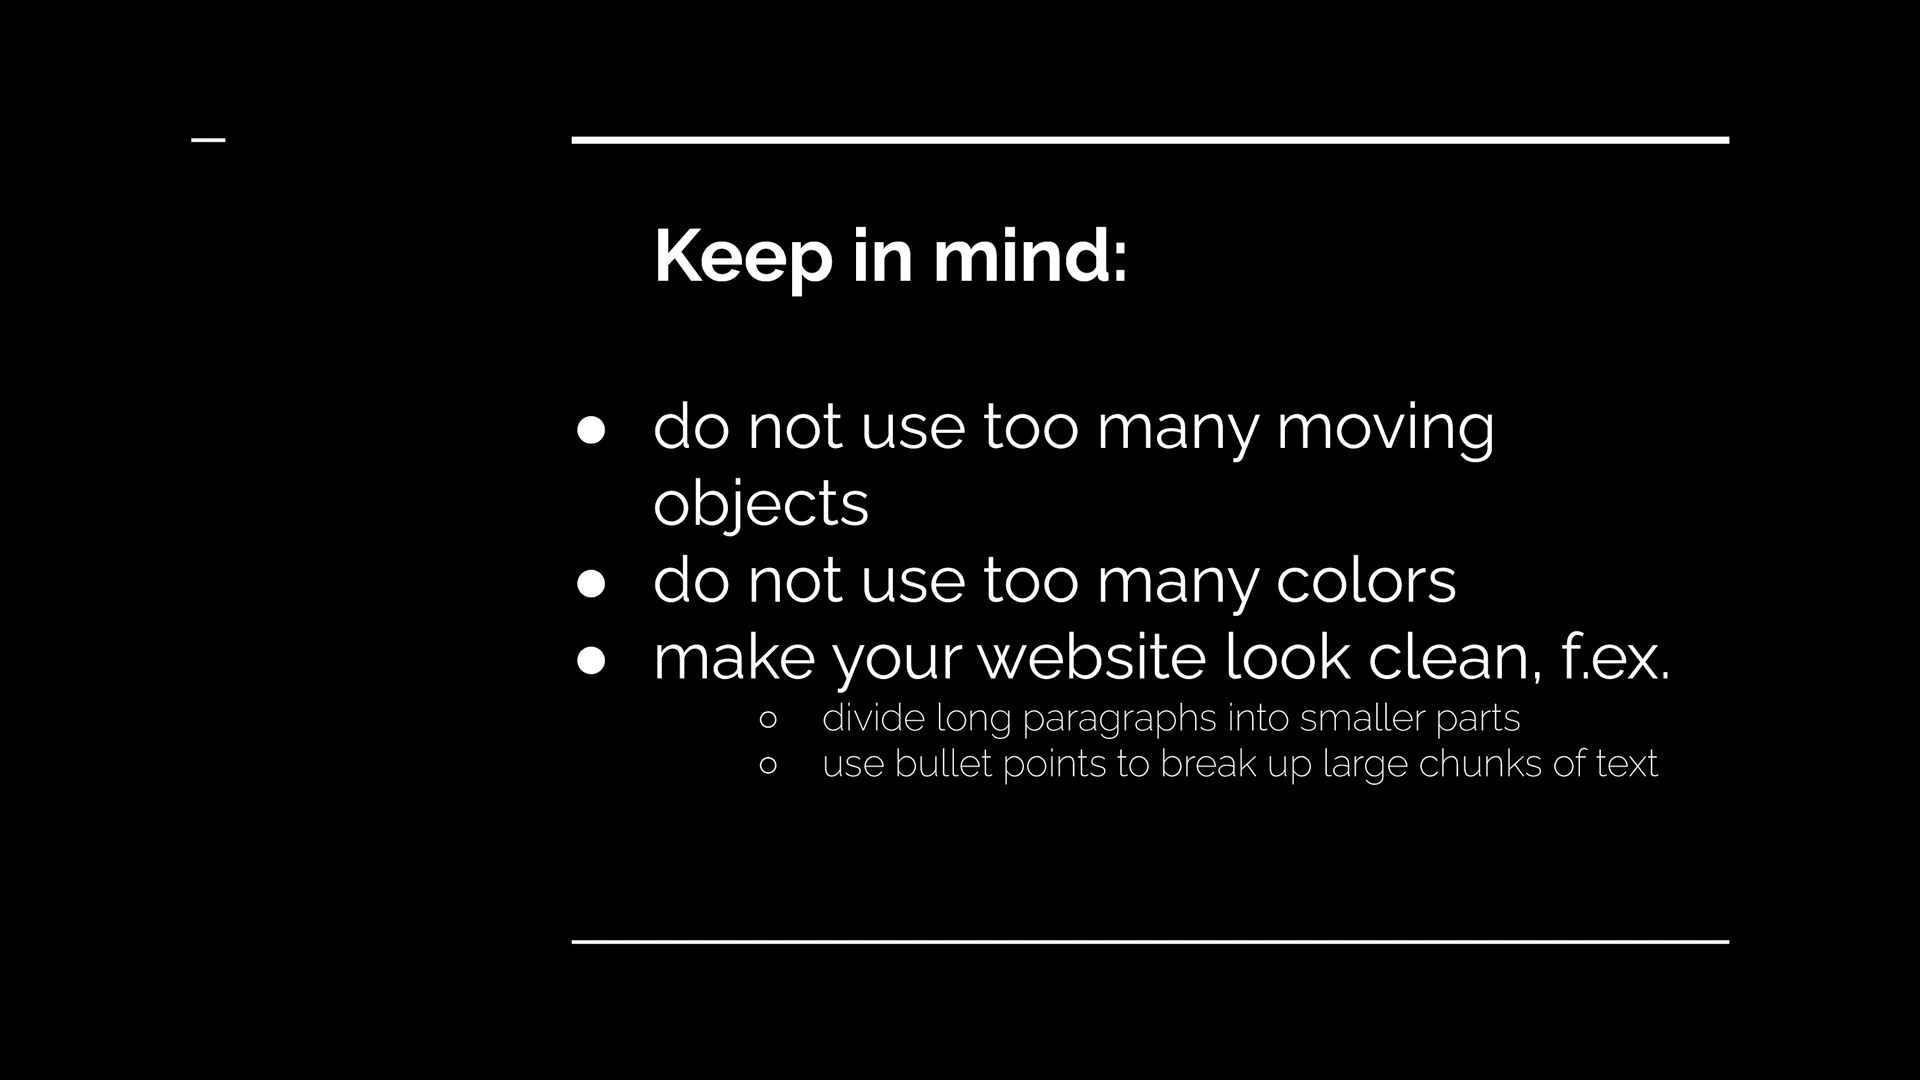 Keep in mind:
● do not use too many moving
objects
● do not use too many colors
● make your website look clean, f.ex.
○ divide long paragraphs into smaller parts
○ use bullet points to break up large chunks of text